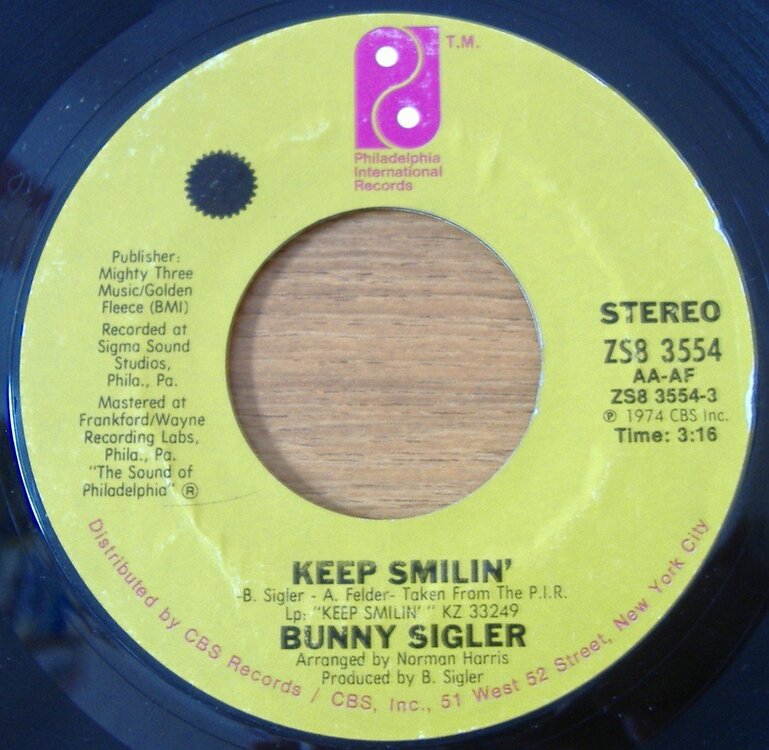 T.M.
Philadelphia
International
Records
Publisher:
Mighty Three
Music/Golden
Fleece (BMI)
Recorded at
Sigma Sound
Studios,
Phila., Pa.
Mastered at
Frankford/Wayne
Recording Labs,
Phila., Pa.
"The Sound of
Philadelphia" ®
STEREO
ZS8 3554
AA-AF
ZS8 3554-3
℗ 1974 CBS Inc.
Time: 3:16
KEEP SMILIN'
-B. Sigler - A. Felder- Taken From The P.I.R.
Lp: "KEEP SMILIN' " KZ 33249
BUNNY SIGLER
Arranged by Norman Harris
Produced by B. Sigler
Distributed by CBS Records / CBS, Inc., 51 West 52 Street, New York City